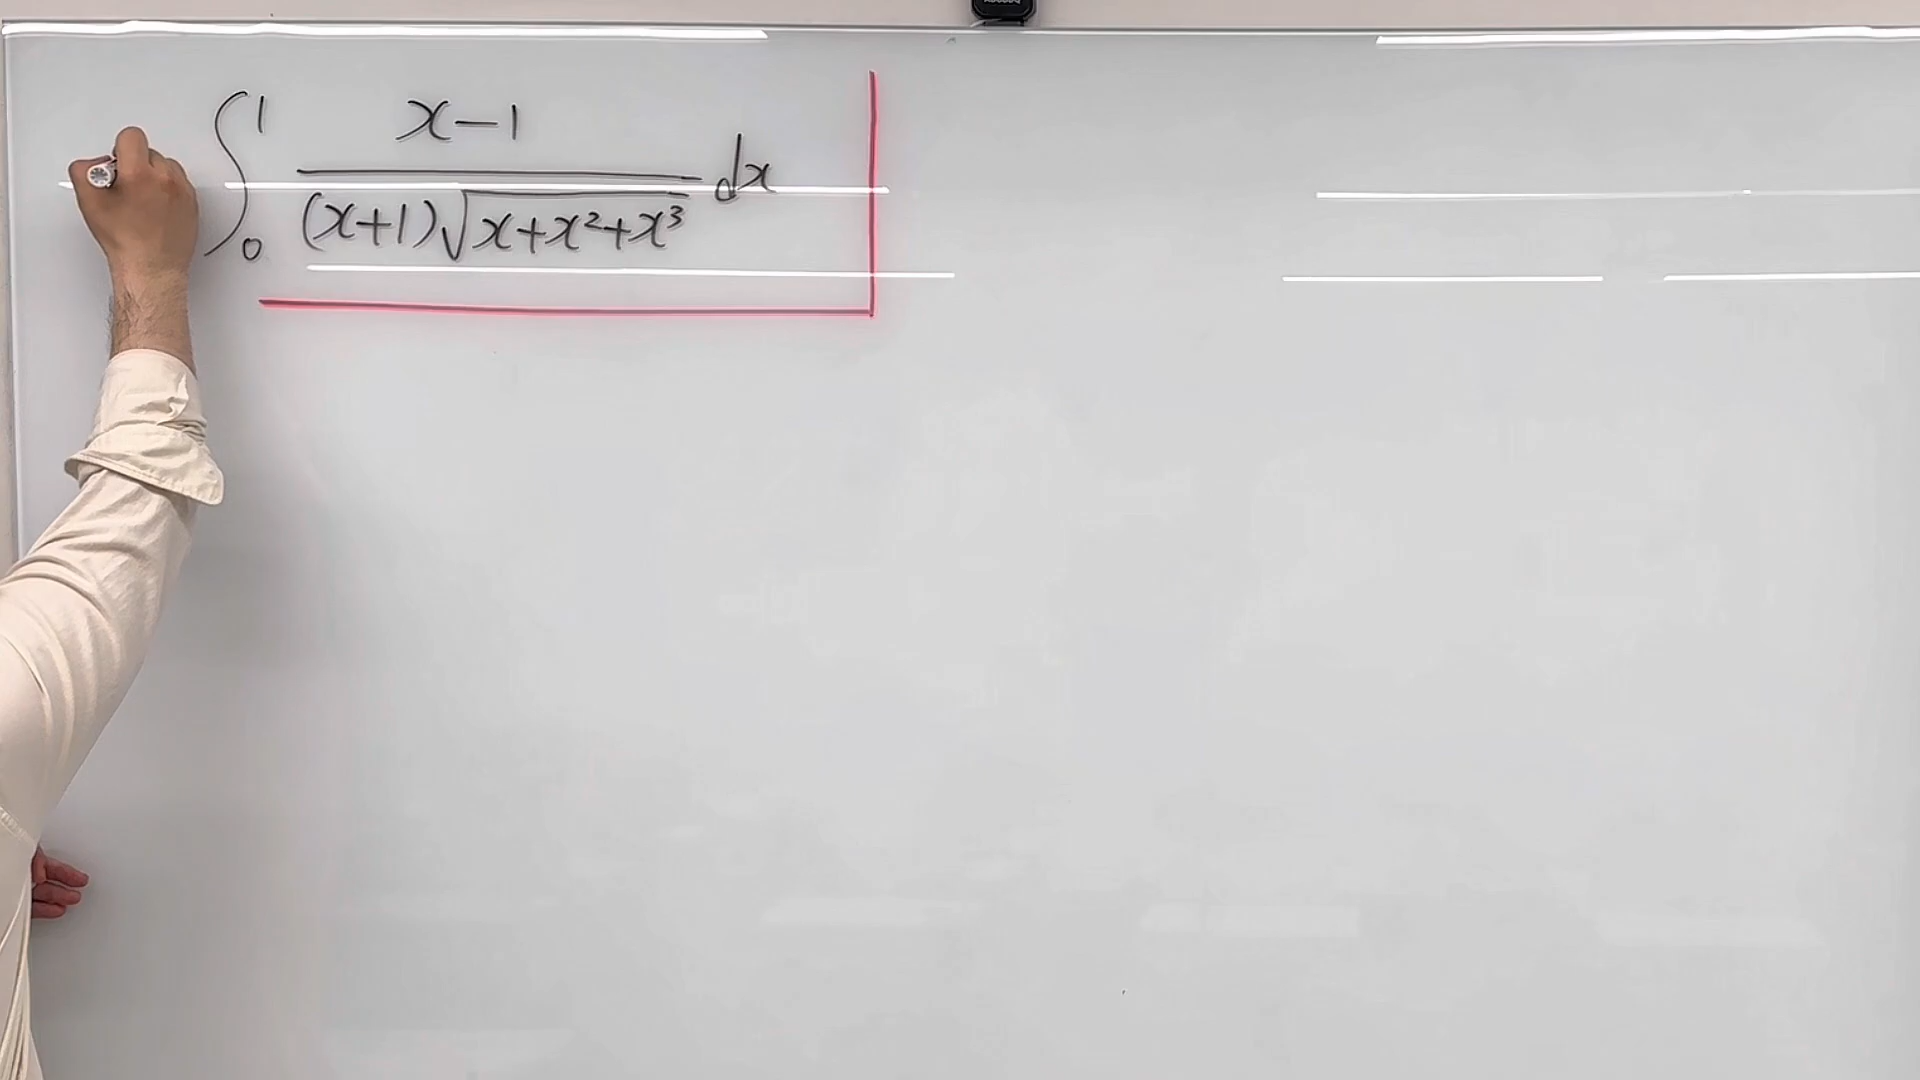 ∫₀¹ (x-1)/((x+1)√(x+x²+x³)) dx